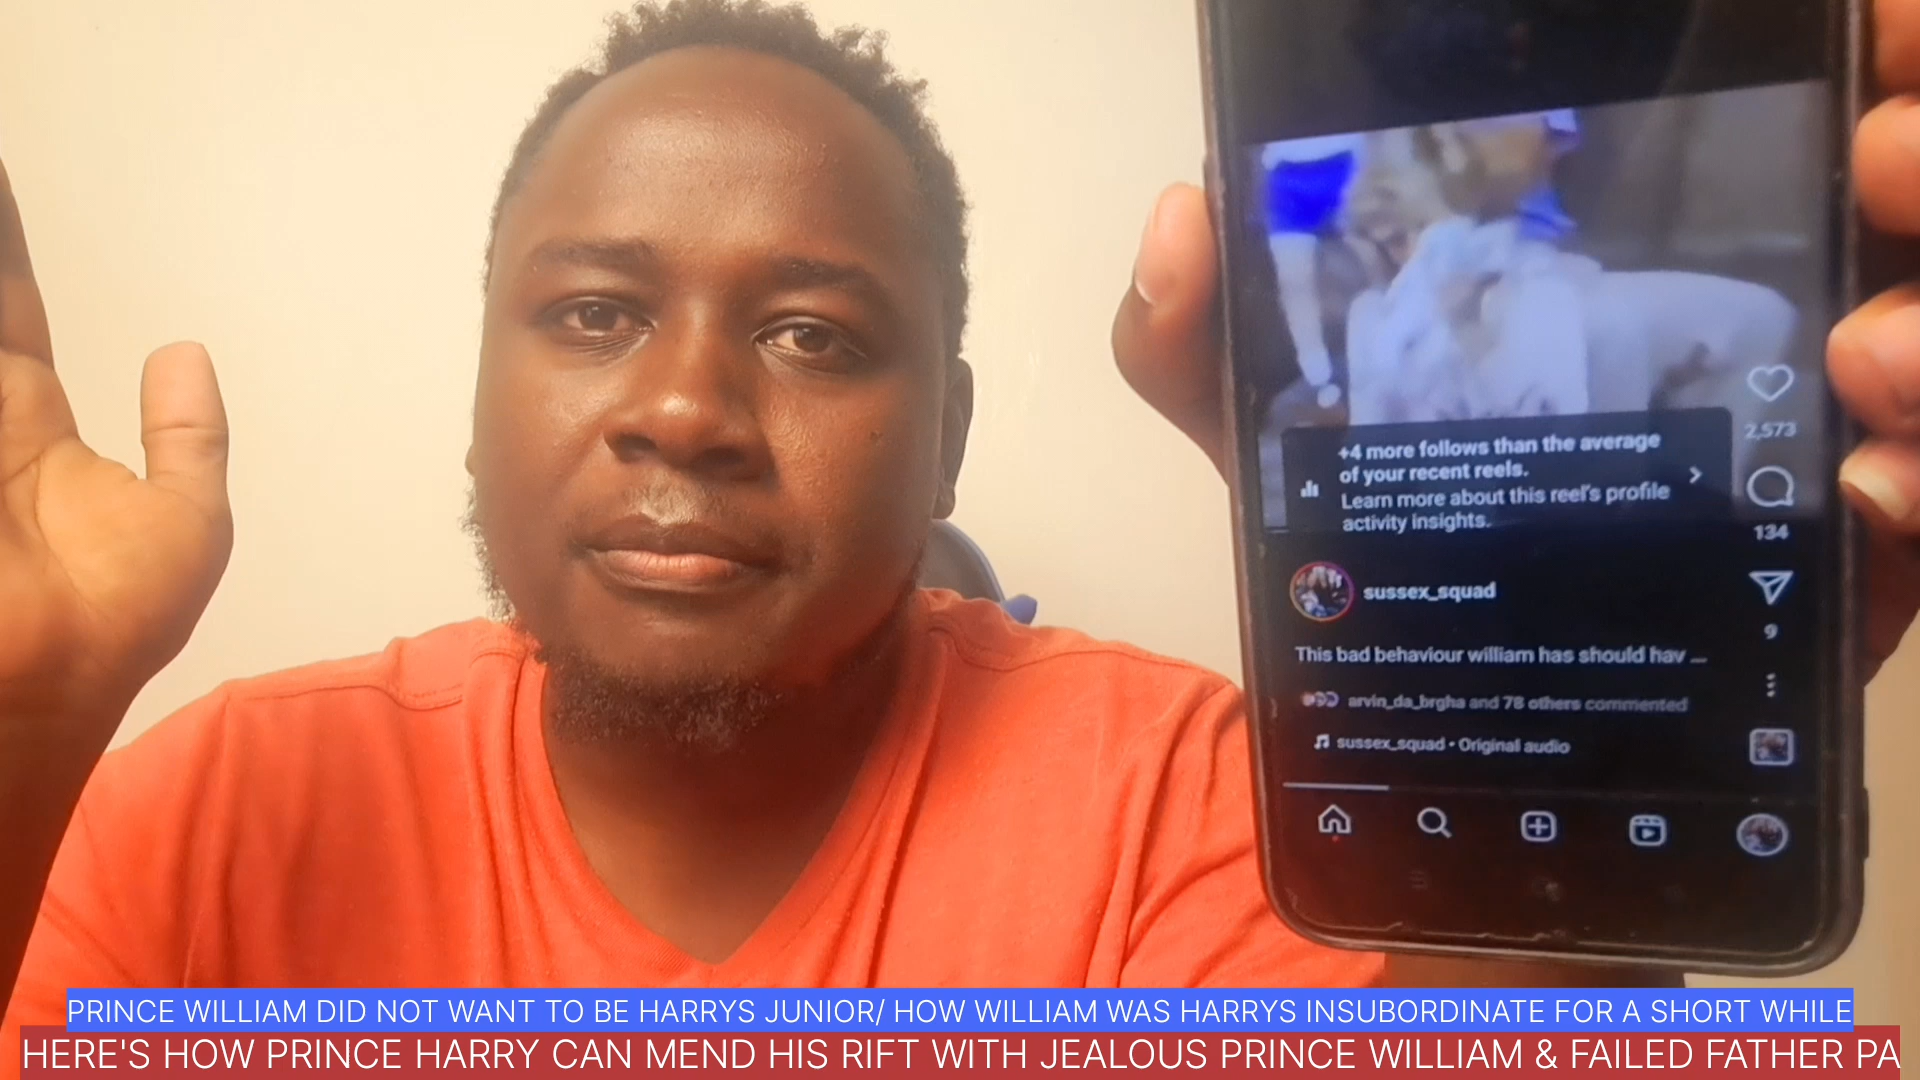 +4 more follows than the average
of your recent reels.
Learn more about this reel's profile
activity insights.
2,573
134
sussex_squad
9
This bad behaviour william has should hav ...
arvin_da_brgha and 78 others commented
sussex_squad • Original audio
PRINCE WILLIAM DID NOT WANT TO BE HARRYS JUNIOR/ HOW WILLIAM WAS HARRYS INSUBORDINATE FOR A SHORT WHILE
HERE'S HOW PRINCE HARRY CAN MEND HIS RIFT WITH JEALOUS PRINCE WILLIAM & FAILED FATHER PA